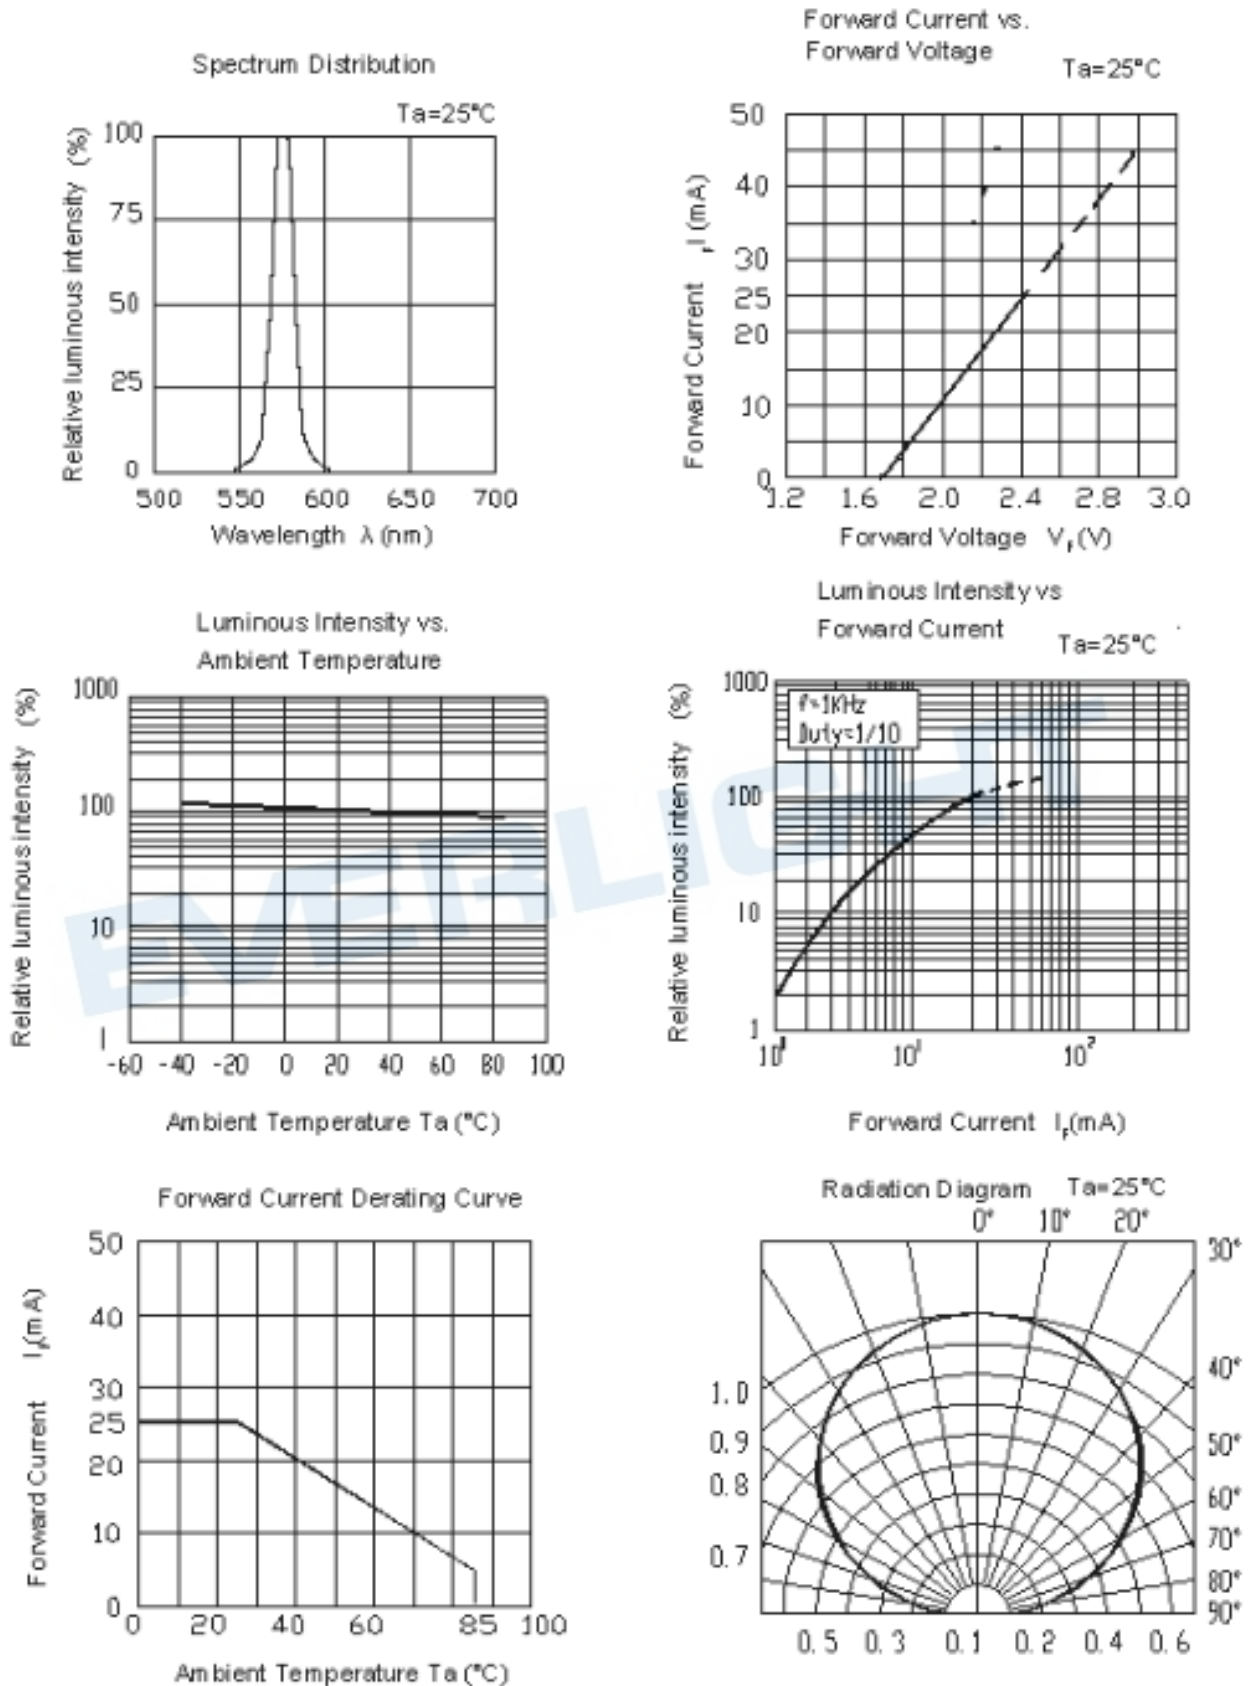 Spectrum Distribution
Ta=25°C
Relative luminous intensity (%)
100
75
50
25
0
500 550 600 650 700
Wavelength λ (nm)
Forward Current vs.
Forward Voltage
Ta=25°C
Forward Current FI (mA)
50
40
30
25
20
10
0
1.2 1.6 2.0 2.4 2.8 3.0
Forward Voltage VF(V)
Luminous Intensity vs.
Ambient Temperature
Relative luminous intensity (%)
1000
100
10
1
-60 -40 -20 0 20 40 60 80 100
Ambient Temperature Ta (°C)
Luminous Intensity vs
Forward Current
Ta=25°C
f=1KHz
Duty=1/10
Relative luminous intensity (%)
1000
100
10
1
10¹ 10² 
Forward Current IF(mA)
EVERLIGHT
Forward Current Derating Curve
Forward Current If(mA)
50
40
30
25
20
10
0
0 20 40 60 85 100
Ambient Temperature Ta (°C)
Radiation Diagram Ta=25°C
0° 10° 20°
30°
40°
50°
60°
70°
80°
90°
1.0
0.9
0.8
0.7
0.5 0.3 0.1 0.2 0.4 0.6